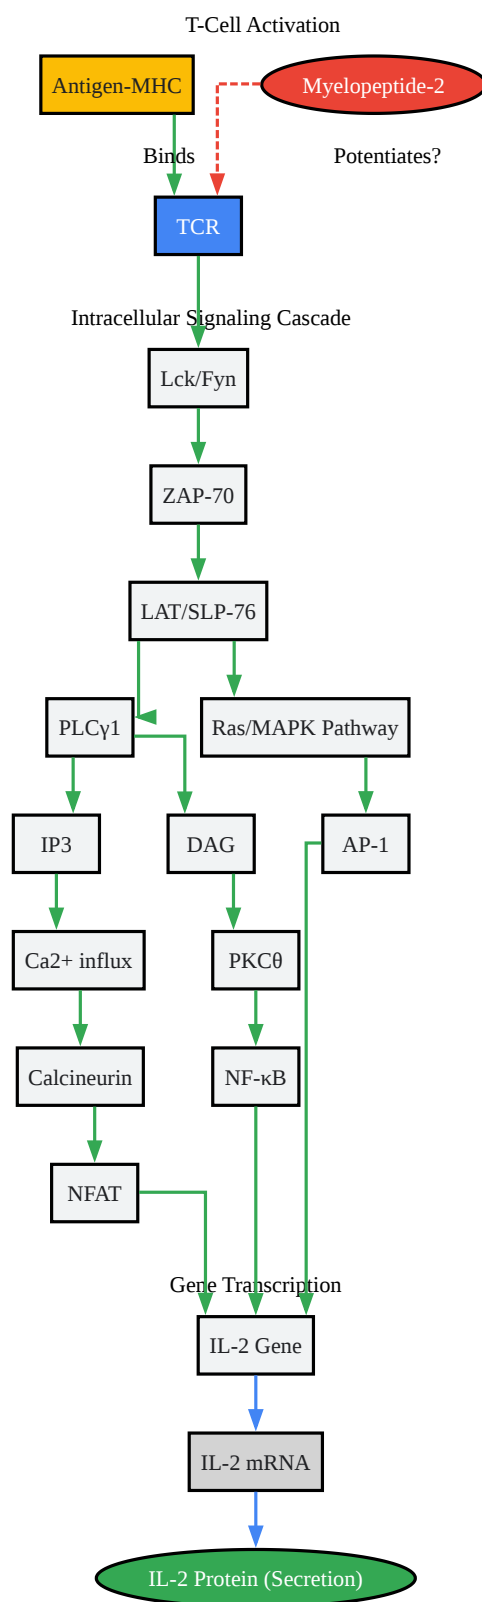 T-Cell Activation
Antigen-MHC
Myelopeptide-2
Binds
Potentiates?
TCR
Intracellular Signaling Cascade
Lck/Fyn
ZAP-70
LAT/SLP-76
PLCγ1
Ras/MAPK Pathway
IP3
DAG
AP-1
Ca2+ influx
PKCθ
Calcineurin
NF-κB
NFAT
Gene Transcription
IL-2 Gene
IL-2 mRNA
IL-2 Protein (Secretion)